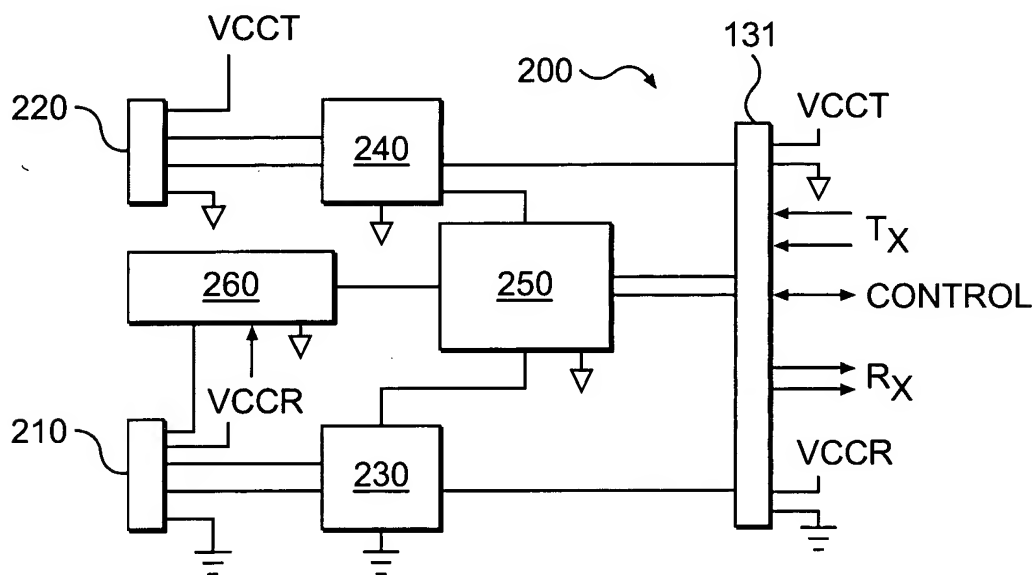 VCCT
131
200
VCCT
220
240
TX
260
250
CONTROL
RX
VCCR
210
230
VCCR